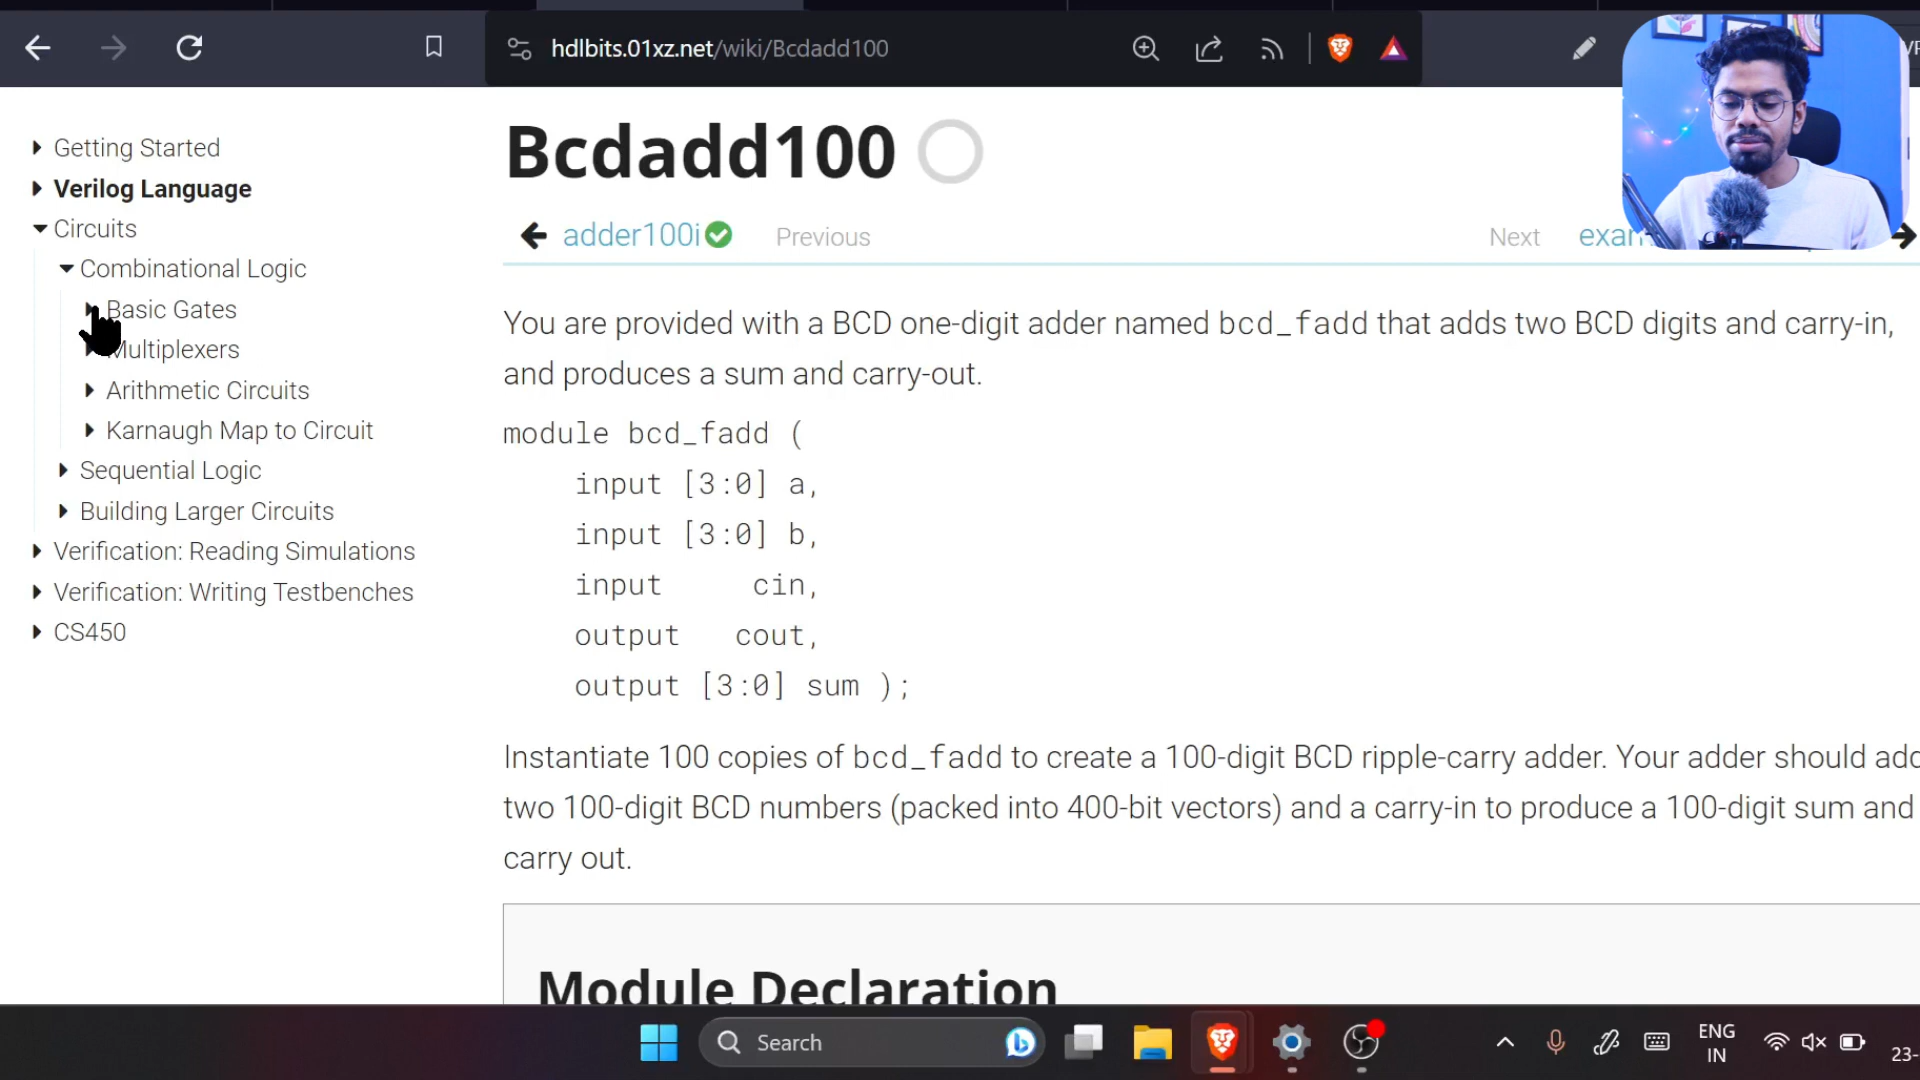 hdlbits.01xz.net/wiki/Bcdadd100
Getting Started
Verilog Language
Circuits
Combinational Logic
Basic Gates
Multiplexers
Arithmetic Circuits
Karnaugh Map to Circuit
Sequential Logic
Building Larger Circuits
Verification: Reading Simulations
Verification: Writing Testbenches
CS450
Bcdadd100
adder100i Previous
Next
You are provided with a BCD one-digit adder named bcd_fadd that adds two BCD digits and carry-in,
and produces a sum and carry-out.
module bcd_fadd (
input [3:0] a,
input [3:0] b,
input cin,
output cout,
output [3:0] sum );
Instantiate 100 copies of bcd_fadd to create a 100-digit BCD ripple-carry adder. Your adder should add
two 100-digit BCD numbers (packed into 400-bit vectors) and a carry-in to produce a 100-digit sum and
carry out.
Module Declaration
Search
ENG
IN
23-